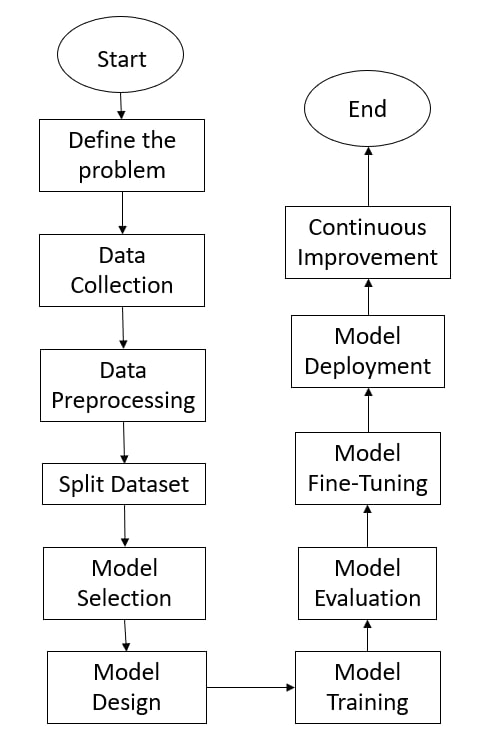 Start
Define the
problem
Data
Collection
Data
Preprocessing
Split Dataset
Model
Selection
Model
Design
Model
Training
Model
Evaluation
Model
Fine-Tuning
Model
Deployment
Continuous
Improvement
End